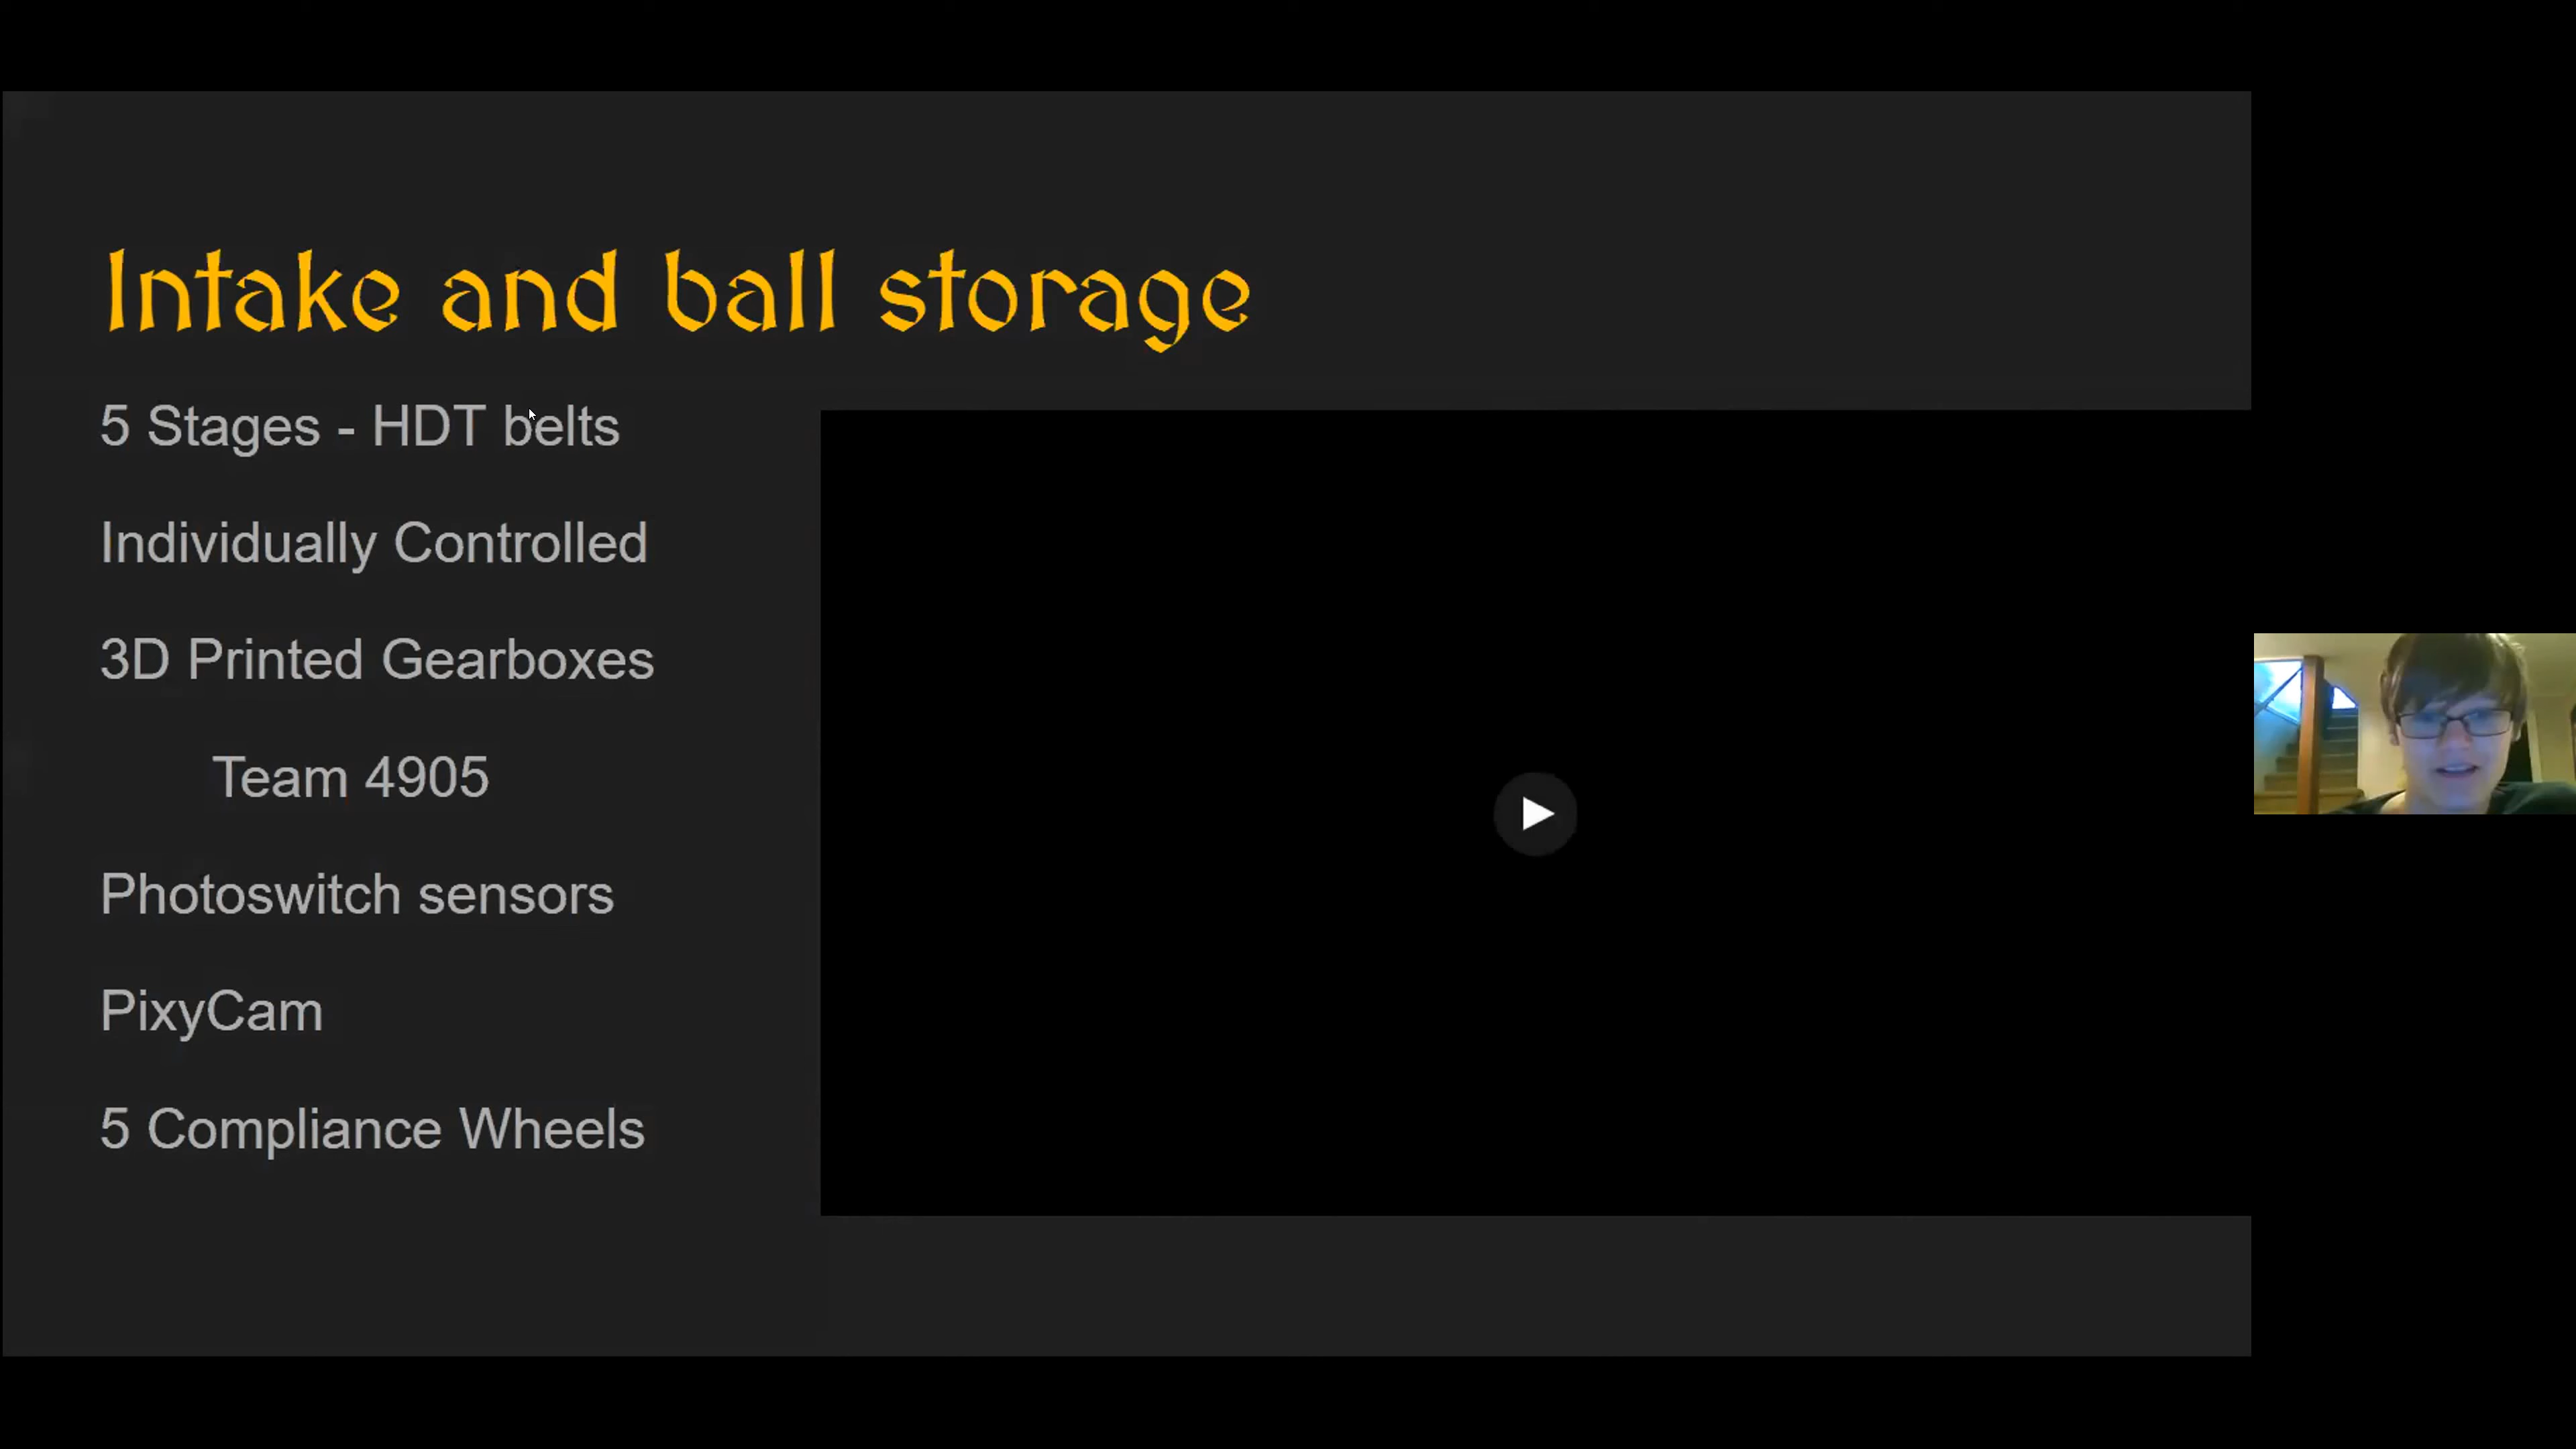 Intake and ball storage
5 Stages - HDT belts
Individually Controlled
3D Printed Gearboxes
Team 4905
Photoswitch sensors
PixyCam
5 Compliance Wheels